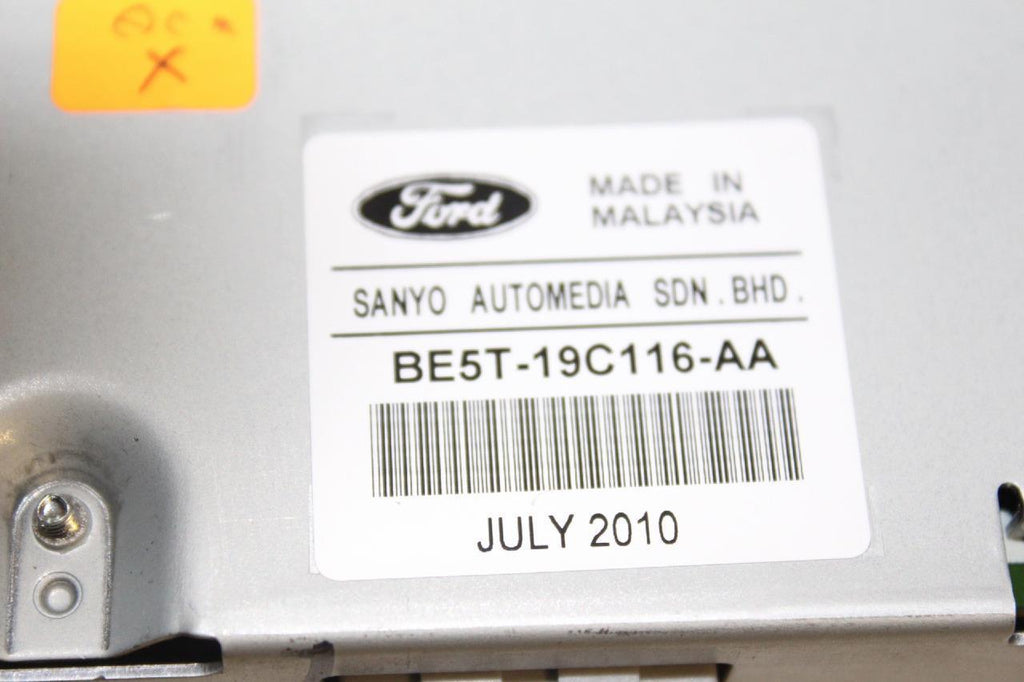 Ford
MADE IN
MALAYSIA
SANYO AUTOMEDIA SDN.BHD.
BE5T-19C116-AA
JULY 2010